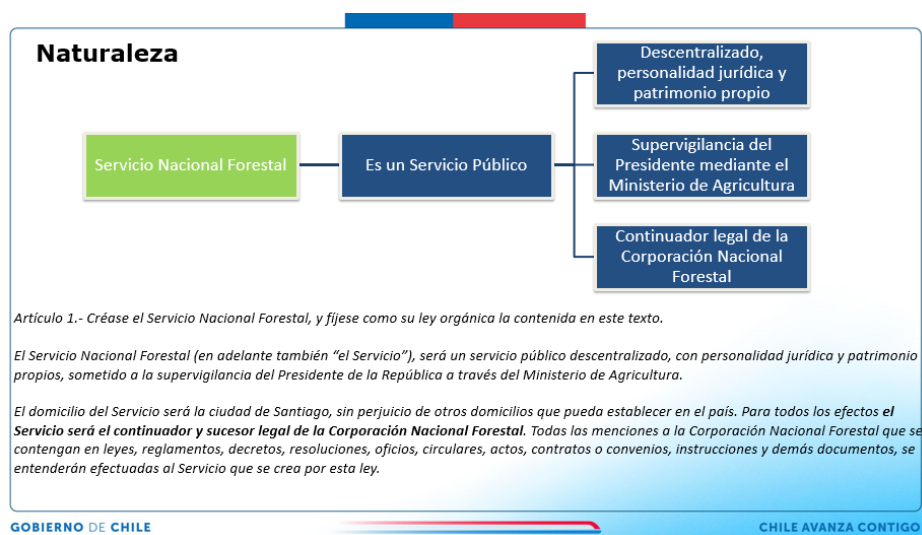 Naturaleza
Descentralizado,
personalidad jurídica y
patrimonio propio
Servicio Nacional Forestal
Es un Servicio Público
Supervigilancia del
Presidente mediante el
Ministerio de Agricultura
Continuador legal de la
Corporación Nacional
Forestal
Artículo 1.- Créase el Servicio Nacional Forestal, y fíjese como su ley orgánica la contenida en este texto.
El Servicio Nacional Forestal (en adelante también “el Servicio”), será un servicio público descentralizado, con personalidad jurídica y patrimonio
propios, sometido a la supervigilancia del Presidente de la República a través del Ministerio de Agricultura.
El domicilio del Servicio será la ciudad de Santiago, sin perjuicio de otros domicilios que pueda establecer en el país. Para todos los efectos el
Servicio será el continuador y sucesor legal de la Corporación Nacional Forestal. Todas las menciones a la Corporación Nacional Forestal que se
contengan en leyes, reglamentos, decretos, resoluciones, oficios, circulares, actos, contratos o convenios, instrucciones y demás documentos, se
entenderán efectuadas al Servicio que se crea por esta ley.
GOBIERNO DE CHILE
CHILE AVANZA CONTIGO